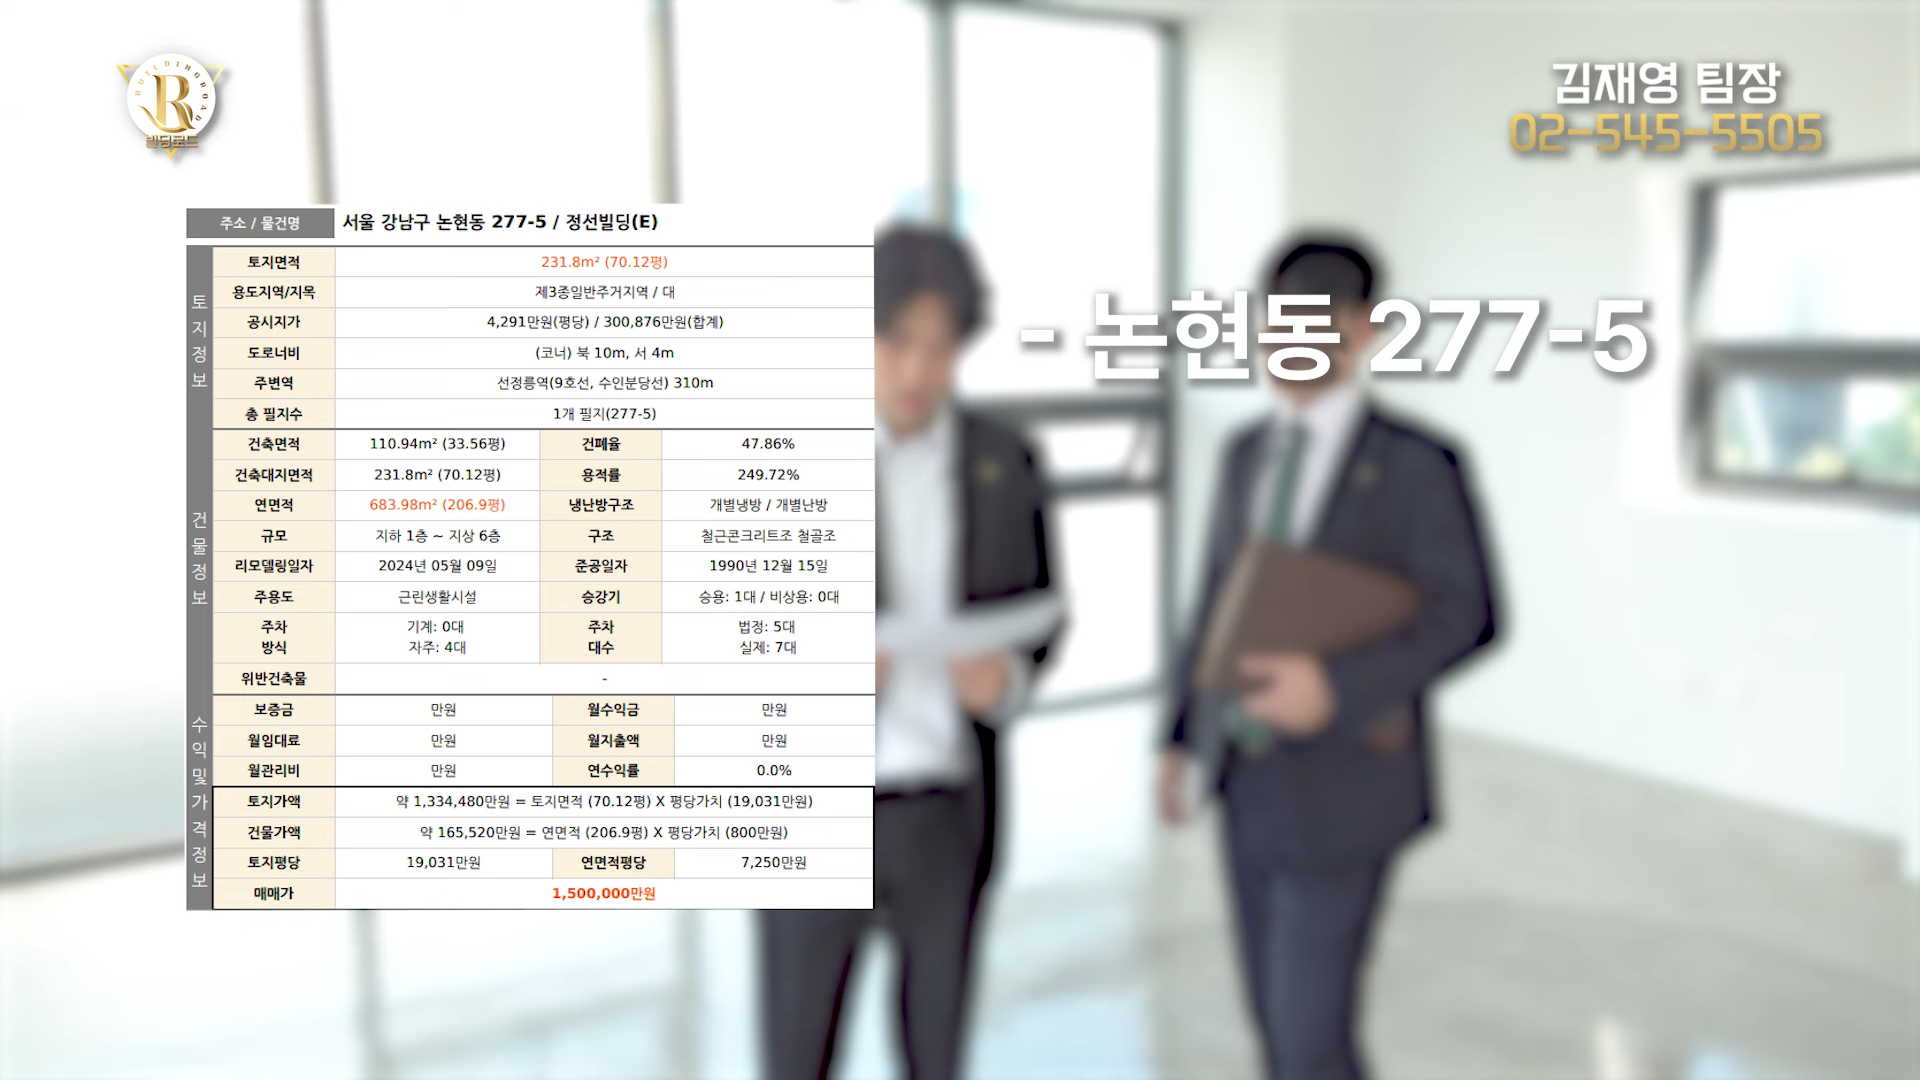 BUILDINGROAD
R
빌딩로드
김재영 팀장
02-545-5505
주소 / 물건명 서울 강남구 논현동 277-5 / 정선빌딩(E)
토지정보
토지면적 231.8m² (70.12평)
용도지역/지목 제3종일반주거지역 / 대
공시지가 4,291만원(평당) / 300,876만원(합계)
도로너비 (코너) 북 10m, 서 4m
주변역 선정릉역(9호선, 수인분당선) 310m
총 필지수 1개 필지(277-5)
- 논현동 277-5
건물정보
건축면적 110.94m² (33.56평) 건폐율 47.86%
건축대지면적 231.8m² (70.12평) 용적률 249.72%
연면적 683.98m² (206.9평) 냉난방구조 개별냉방 / 개별난방
규모 지하 1층 ~ 지상 6층 구조 철근콘크리트조 철골조
리모델링일자 2024년 05월 09일 준공일자 1990년 12월 15일
주용도 근린생활시설 승강기 승용: 1대 / 비상용: 0대
주차 기계: 0대 주차 법정: 5대
방식 자주: 4대 대수 실제: 7대
위반건축물 -
수익및가격정보
보증금 만원 월수익금 만원
월임대료 만원 월지출액 만원
월관리비 만원 연수익률 0.0%
토지가액 약 1,334,480만원 = 토지면적 (70.12평) X 평당가치 (19,031만원)
건물가액 약 165,520만원 = 연면적 (206.9평) X 평당가치 (800만원)
토지평당 19,031만원 연면적평당 7,250만원
매매가 1,500,000만원